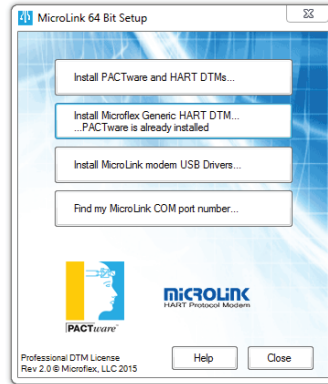 MicroLink 64 Bit Setup
Install PACTware and HART DTMs...
Install Microflex Generic HART DTM...
...PACTware is already installed
Install MicroLink modem USB Drivers...
Find my MicroLink COM port number...
MICROLINK
HART Protocol Modem
PACTware
Professional DTM License
Rev 2.0 © Microflex, LLC 2015
Help
Close